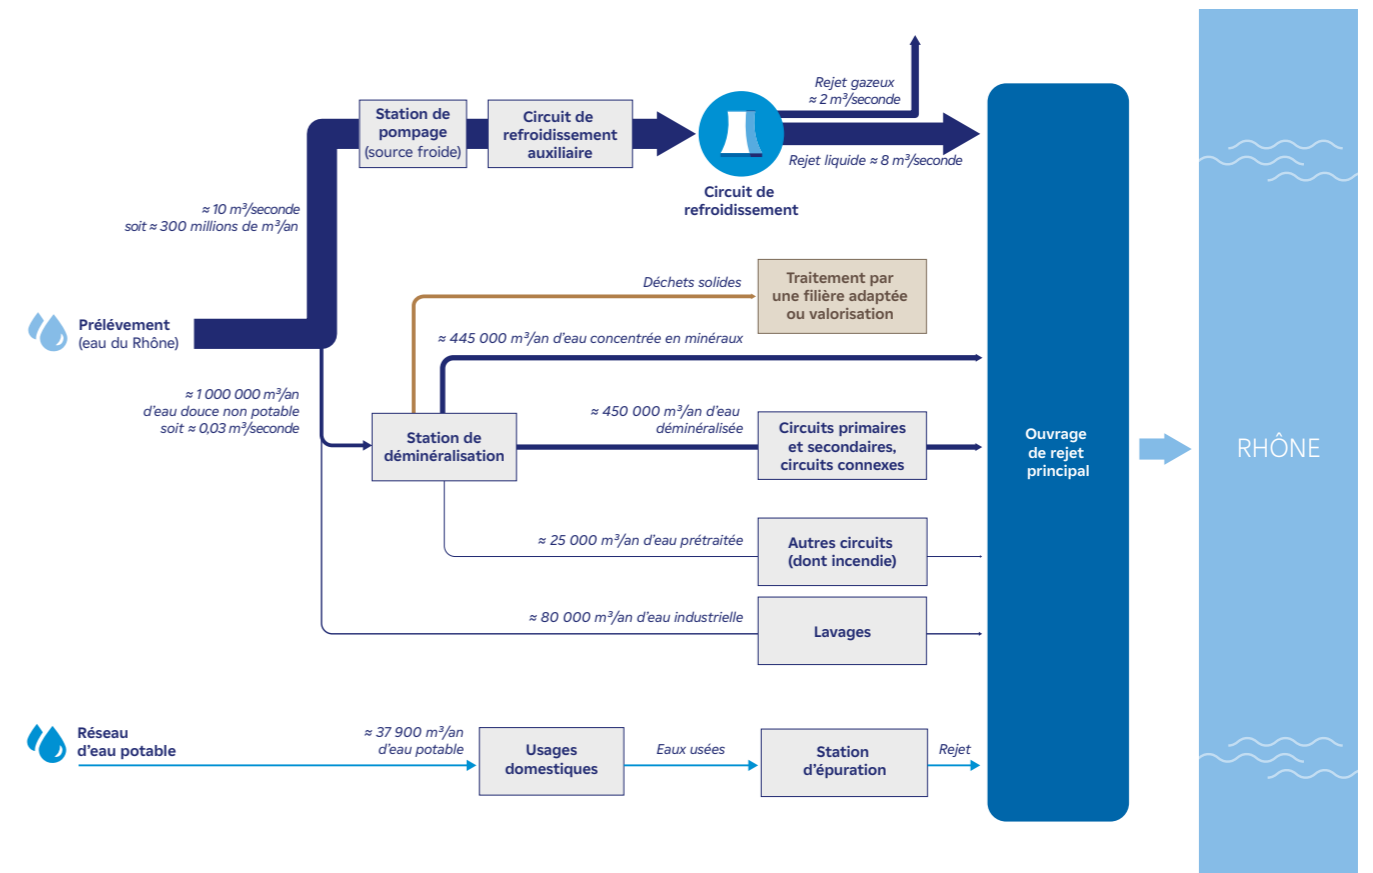 Rejet gazeux
≈ 2 m³/seconde
Station de
pompage
(source froide)
Circuit de
refroidissement
auxiliaire
Rejet liquide ≈ 8 m³/seconde
Circuit de
refroidissement
≈ 10 m³/seconde
soit ≈ 300 millions de m³/an
Prélévement
(eau du Rhône)
Déchets solides
Traitement par
une filière adaptée
ou valorisation
≈ 445 000 m³/an d'eau concentrée en minéraux
≈ 1 000 000 m³/an
d'eau douce non potable
soit ≈ 0,03 m³/seconde
Station de
déminéralisation
≈ 450 000 m³/an d'eau
déminéralisée
Circuits primaires
et secondaires,
circuits connexes
≈ 25 000 m³/an d'eau prétraitée
Autres circuits
(dont incendie)
≈ 80 000 m³/an d'eau industrielle
Lavages
Réseau
d'eau potable
≈ 37 900 m³/an
d'eau potable
Usages
domestiques
Eaux usées
Station
d'épuration
Rejet
Ouvrage
de rejet
principal
RHÔNE